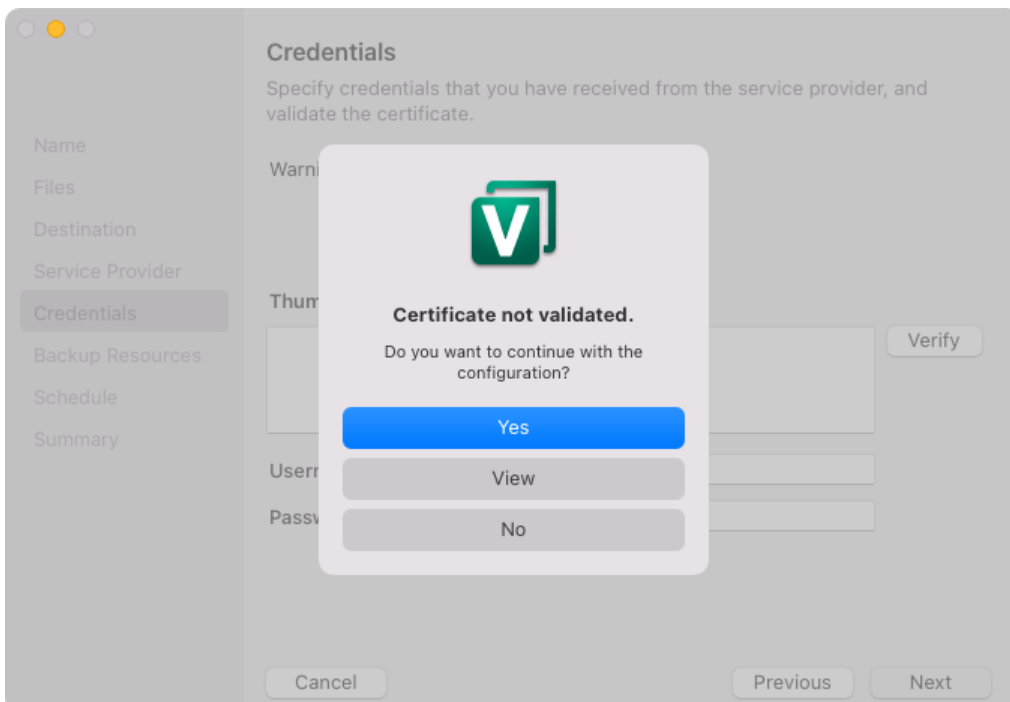 Credentials
Specify credentials that you have received from the service provider, and
validate the certificate.
Name
Files
Destination
Service Provider
Credentials
Backup Resources
Schedule
Summary
Warni
Thum
Verify
Usern
Passw
V
Certificate not validated.
Do you want to continue with the
configuration?
Yes
View
No
Cancel
Previous
Next